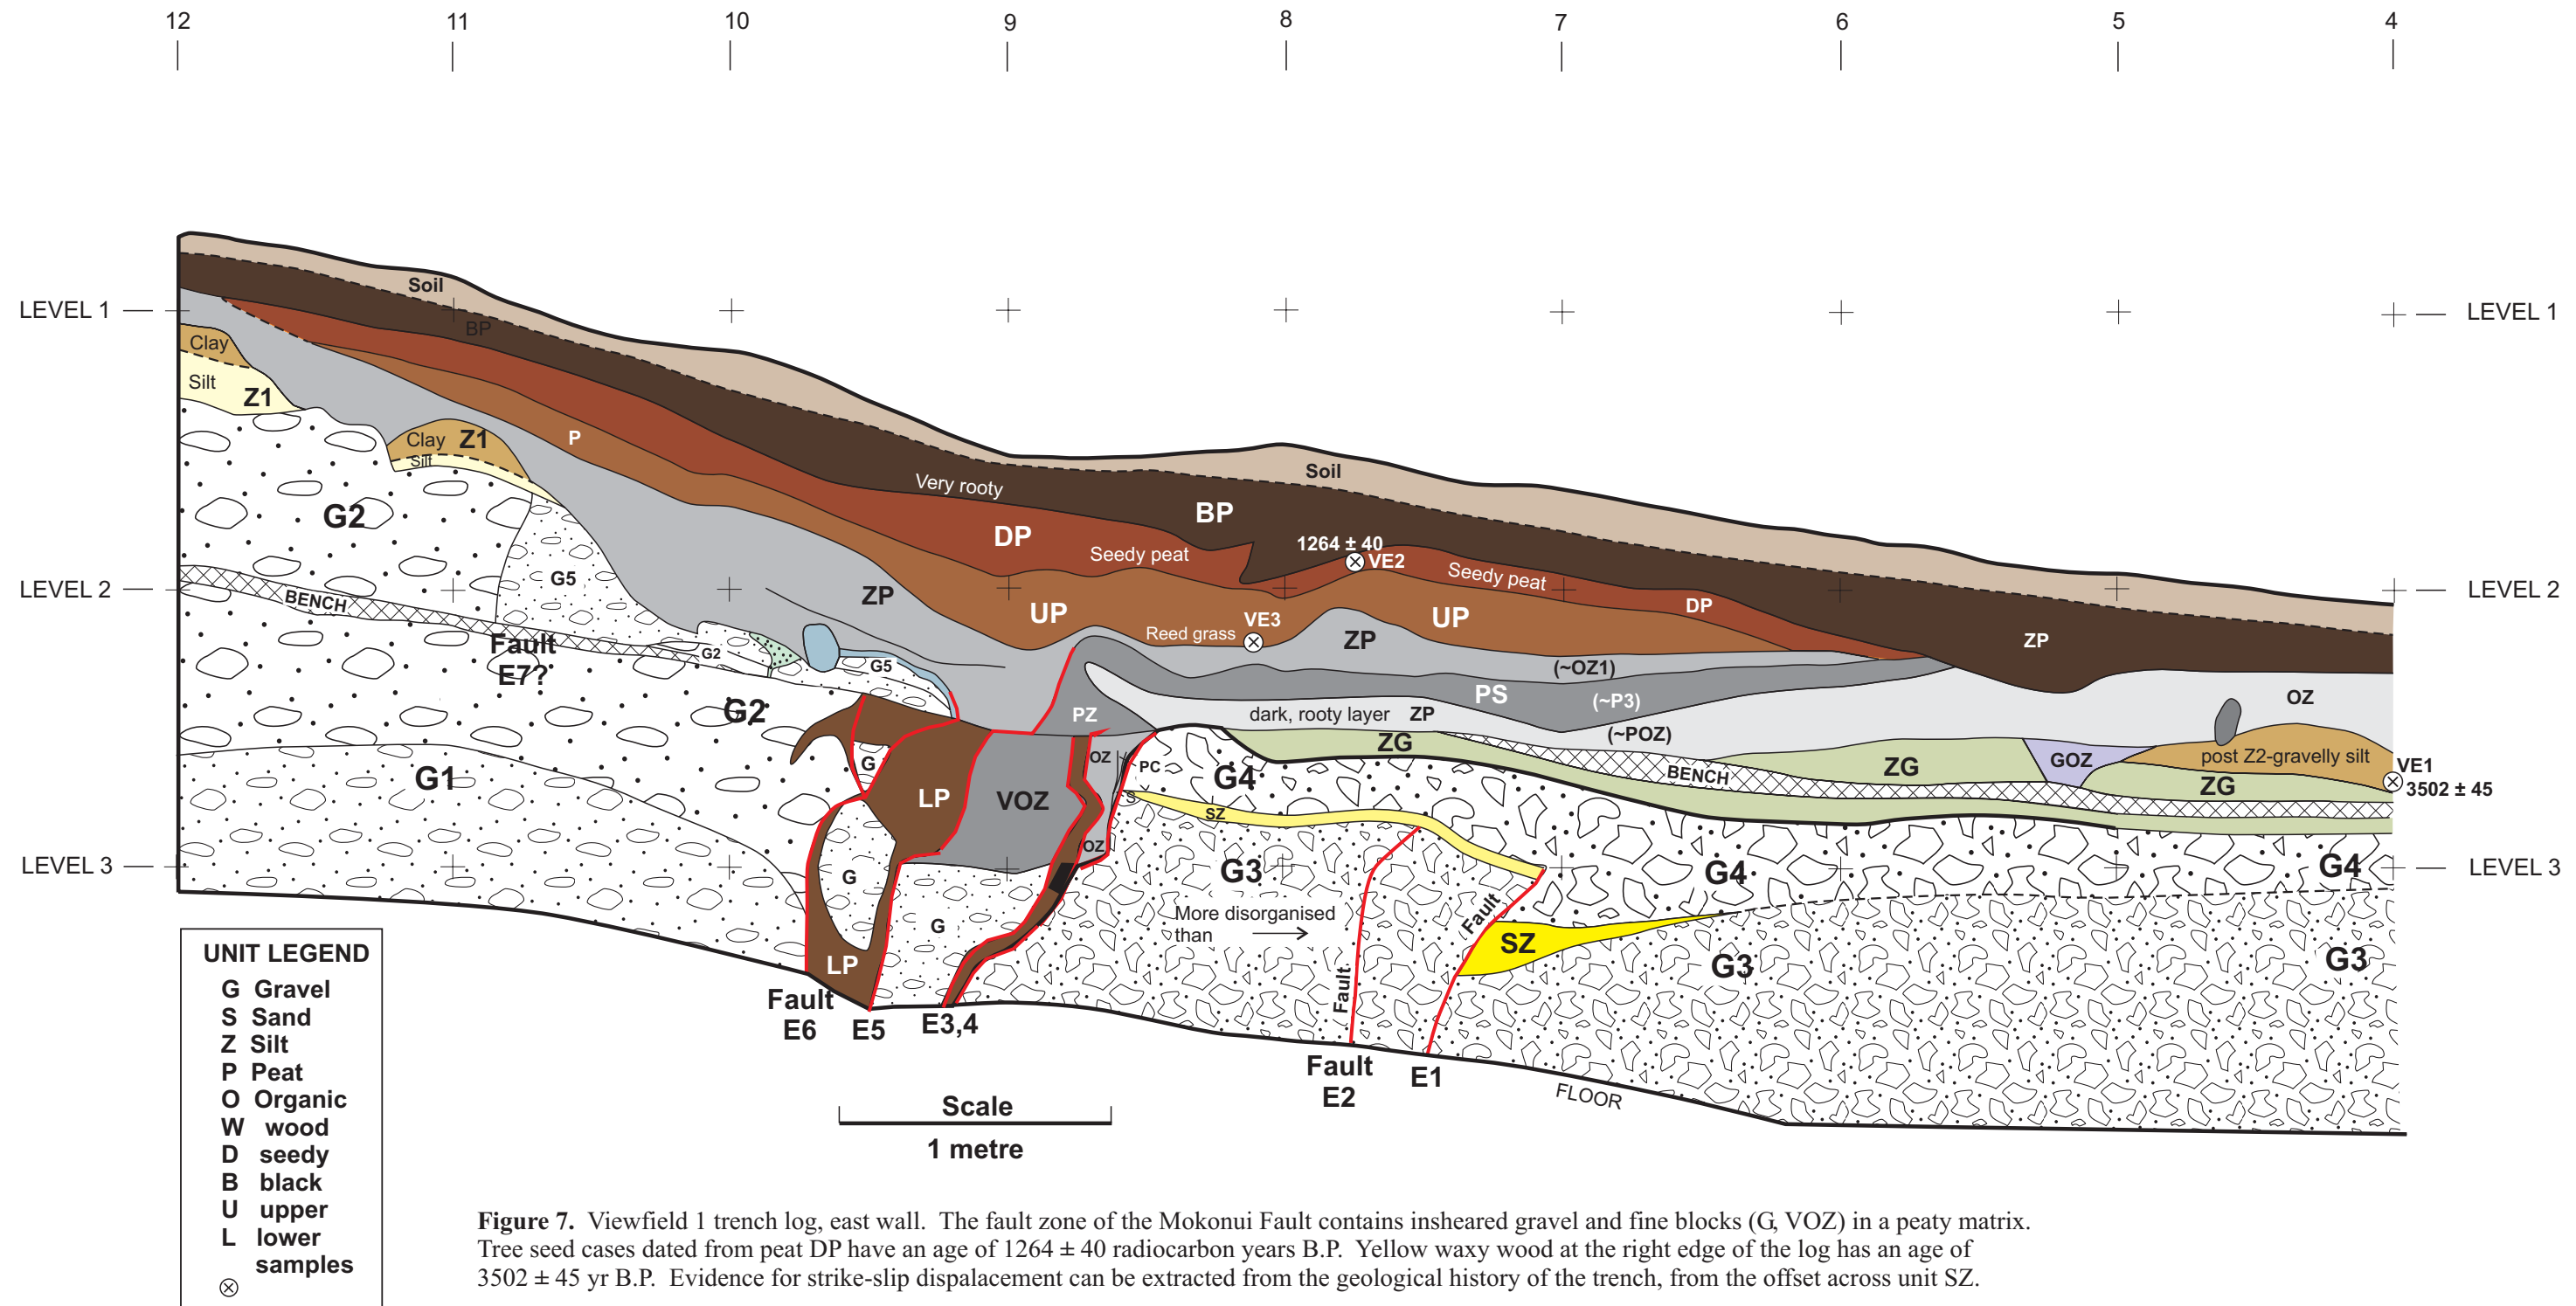 12 11 10 9 8 7 6 5 4
Soil
LEVEL 1
LEVEL 1
BP
Clay
Silt
Z1
P
Clay Z1
Silt
Soil
Very rooty
BP
G2
DP
1264 ± 40
Seedy peat
VE2
Seedy peat
G5
LEVEL 2
LEVEL 2
BENCH
ZP
DP
UP
VE3
UP
Reed grass
ZP
ZP
Fault
E7?
G2
G5
(~OZ1)
PS
(~P3)
OZ
G2
PZ
dark, rooty layer ZP
(~POZ)
ZG
OZ
PC
G
post Z2-gravelly silt
GOZ
ZG
BENCH
VE1
3502 ± 45
ZG
G1
G4
LP
VOZ
S
SZ
OZ
LEVEL 3
LEVEL 3
G3
G4
G4
G
More disorganised
than
Fault
G
SZ
LP
G3
G3
Fault
Fault
E6
E5
E3,4
Fault
E2
E1
FLOOR
UNIT LEGEND
G Gravel
S Sand
Z Silt
P Peat
O Organic
W wood
D seedy
B black
U upper
L lower
samples
Scale
1 metre
Figure 7. Viewfield 1 trench log, east wall. The fault zone of the Mokonui Fault contains insheared gravel and fine blocks (G, VOZ) in a peaty matrix.
Tree seed cases dated from peat DP have an age of 1264 ± 40 radiocarbon years B.P. Yellow waxy wood at the right edge of the log has an age of
3502 ± 45 yr B.P. Evidence for strike-slip dispalacement can be extracted from the geological history of the trench, from the offset across unit SZ.